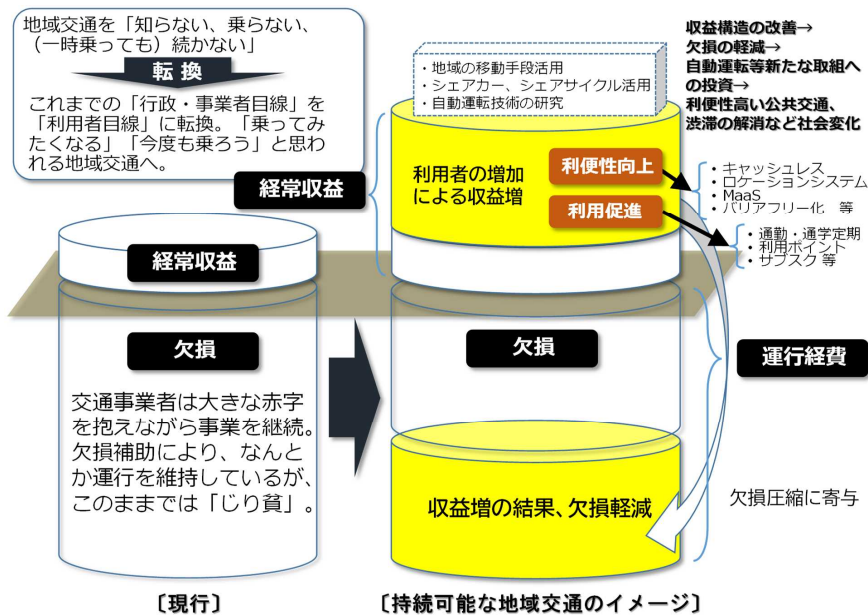 地域交通を「知らない、乗らない、
（一時乗っても）続かない」
転換
これまでの「行政・事業者目線」を
「利用者目線」に転換。「乗ってみ
たくなる」「今度も乗ろう」と思わ
れる地域交通へ。
・地域の移動手段活用
・シェアカー、シェアサイクル活用
・自動運転技術の研究
収益構造の改善→
欠損の軽減→
自動運転等新たな取組へ
の投資→
利便性高い公共交通、
渋滞の解消など社会変化
経常収益
利用者の増加
による収益増
利便性向上
利用促進
・キャッシュレス
・ロケーションシステム
・MaaS
・バリアフリー化 等
・通勤・通学定期
・利用ポイント
・サブスク 等
経常収益
欠損
交通事業者は大きな赤字
を抱えながら事業を継続。
欠損補助により、なんと
か運行を維持しているが、
このままでは「じり貧」。
欠損
運行経費
収益増の結果、欠損軽減
欠損圧縮に寄与
〔現行〕
〔持続可能な地域交通のイメージ〕